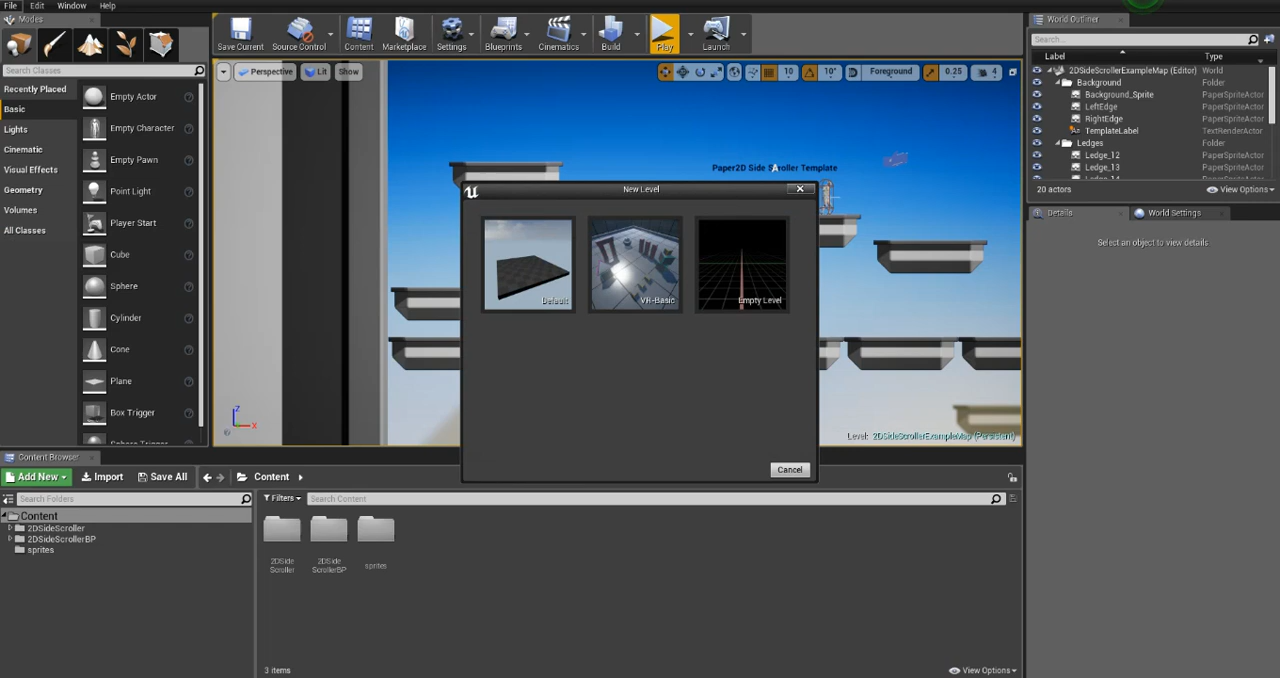 File Edit Window Help
Modes
Search Classes
Recently Placed
Basic
Lights
Cinematic
Visual Effects
Geometry
Volumes
All Classes
Empty Actor
Empty Character
Empty Pawn
Point Light
Player Start
Cube
Sphere
Cylinder
Cone
Plane
Box Trigger
Sphere Trigger
Save Current Source Control Content Marketplace Settings Blueprints Cinematics Build Play Launch
Perspective Lit Show
10 10° Foreground 0.25 4
Paper2D Side Scroller Template
New Level
Default
VR-Basic
Empty Level
Cancel
Level: 2DSideScrollerExampleMap (Persistent)
World Outliner
Search...
Label Type
2DSideScrollerExampleMap (Editor) World
Background Folder
Background_Sprite PaperSpriteActor
LeftEdge PaperSpriteActor
RightEdge PaperSpriteActor
TemplateLabel TextRenderActor
Ledges Folder
Ledge_12 PaperSpriteActor
Ledge_13 PaperSpriteActor
Ledge_14 PaperSpriteActor
20 actors View Options
Details World Settings
Select an object to view details
Content Browser
Add New Import Save All Content
Search Folders
Content
2DSideScroller
2DSideScrollerBP
sprites
Filters Search Content
2DSide
Scroller
2DSide
ScrollerBP
sprites
3 items View Options